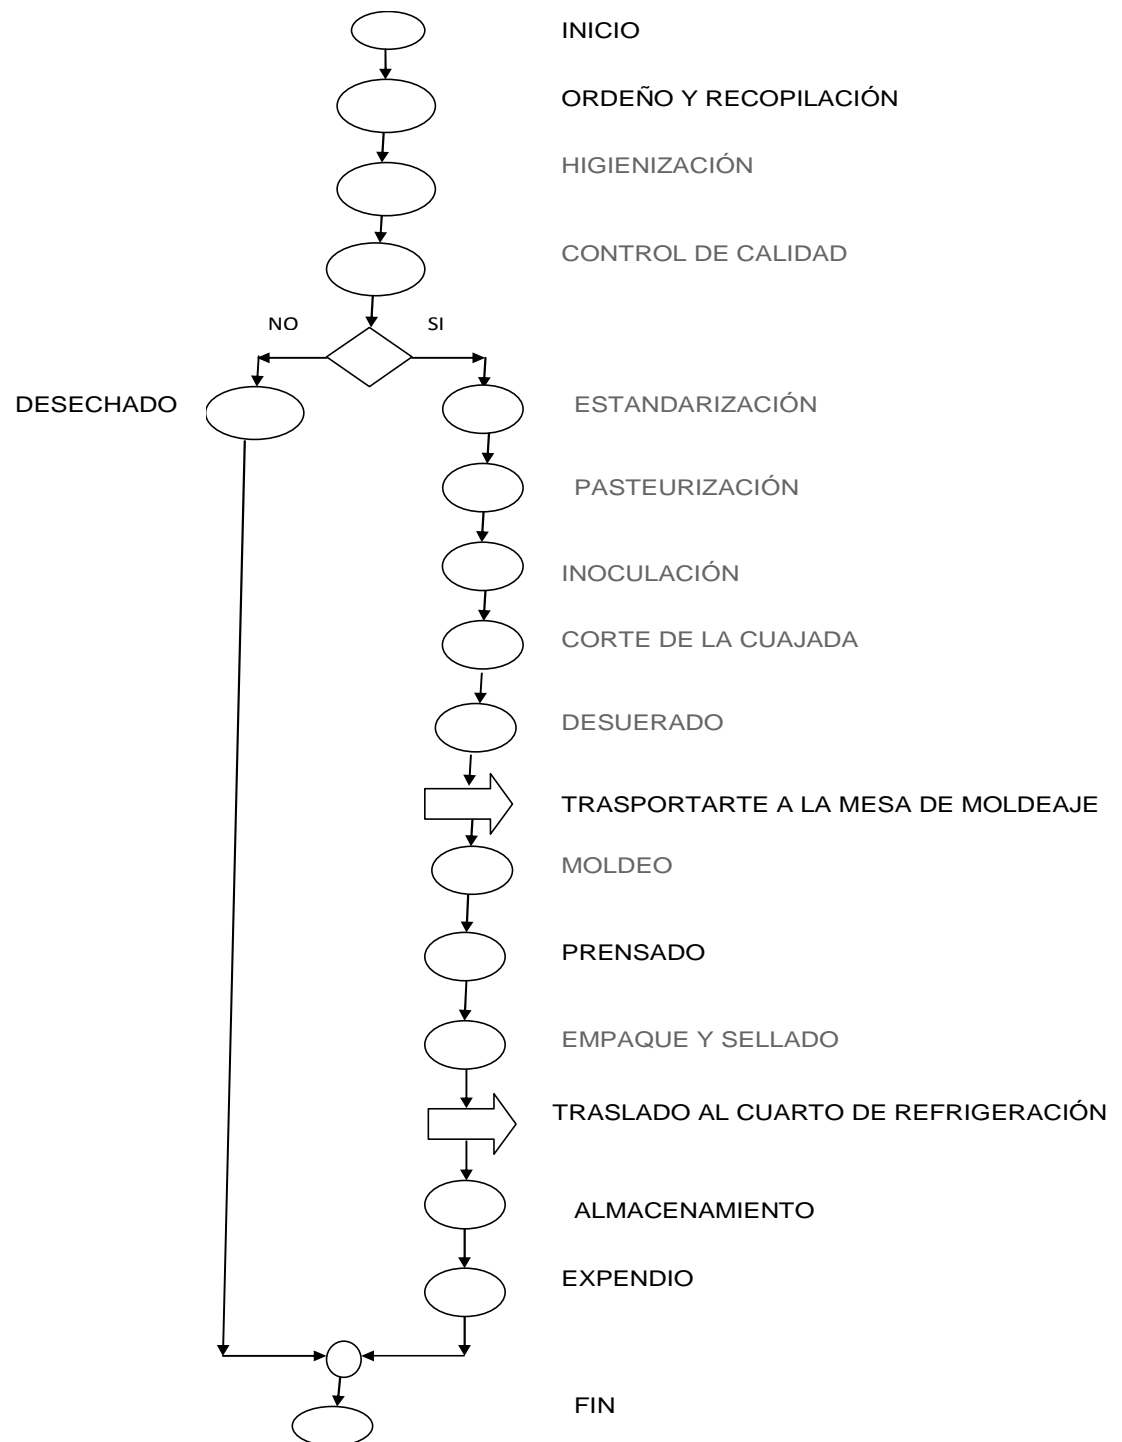 INICIO
ORDEÑO Y RECOPILACIÓN
HIGIENIZACIÓN
CONTROL DE CALIDAD
NO
SI
DESECHADO
ESTANDARIZACIÓN
PASTEURIZACIÓN
INOCULACIÓN
CORTE DE LA CUAJADA
DESUERADO
TRASPORTARTE A LA MESA DE MOLDEAJE
MOLDEO
PRENSADO
EMPAQUE Y SELLADO
TRASLADO AL CUARTO DE REFRIGERACIÓN
ALMACENAMIENTO
EXPENDIO
FIN